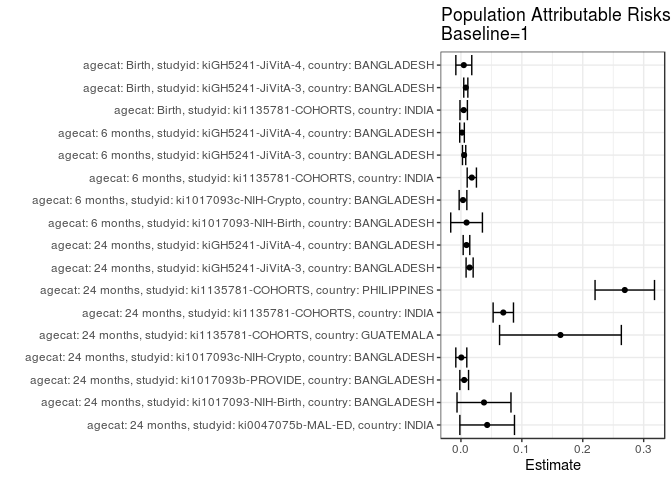 Population Attributable Risks
Baseline=1
agecat: Birth, studyid: kiGH5241-JiVitA-4, country: BANGLADESH
agecat: Birth, studyid: kiGH5241-JiVitA-3, country: BANGLADESH
agecat: Birth, studyid: ki1135781-COHORTS, country: INDIA
agecat: 6 months, studyid: kiGH5241-JiVitA-4, country: BANGLADESH
agecat: 6 months, studyid: kiGH5241-JiVitA-3, country: BANGLADESH
agecat: 6 months, studyid: ki1135781-COHORTS, country: INDIA
agecat: 6 months, studyid: ki1017093c-NIH-Crypto, country: BANGLADESH
agecat: 6 months, studyid: ki1017093-NIH-Birth, country: BANGLADESH
agecat: 24 months, studyid: kiGH5241-JiVitA-4, country: BANGLADESH
agecat: 24 months, studyid: kiGH5241-JiVitA-3, country: BANGLADESH
agecat: 24 months, studyid: ki1135781-COHORTS, country: PHILIPPINES
agecat: 24 months, studyid: ki1135781-COHORTS, country: INDIA
agecat: 24 months, studyid: ki1135781-COHORTS, country: GUATEMALA
agecat: 24 months, studyid: ki1017093c-NIH-Crypto, country: BANGLADESH
agecat: 24 months, studyid: ki1017093b-PROVIDE, country: BANGLADESH
agecat: 24 months, studyid: ki1017093-NIH-Birth, country: BANGLADESH
agecat: 24 months, studyid: ki0047075b-MAL-ED, country: INDIA
0.0 0.1 0.2 0.3
Estimate